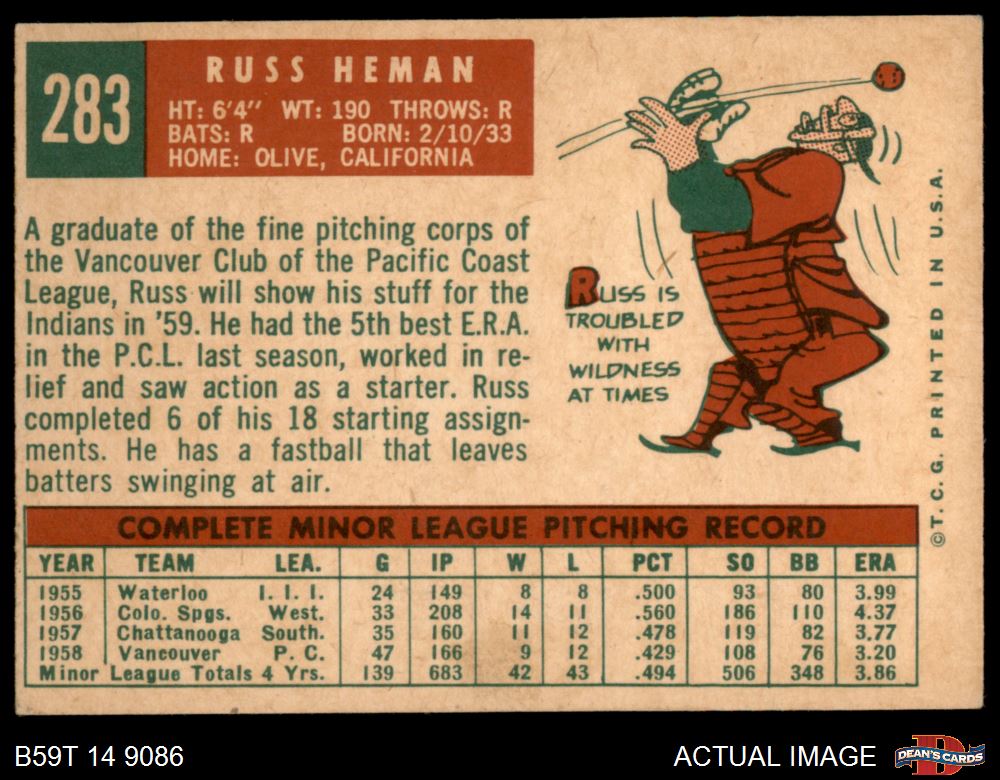 283
RUSS HEMAN
HT: 6'4" WT: 190 THROWS: R
BATS: R BORN: 2/10/33
HOME: OLIVE, CALIFORNIA
A graduate of the fine pitching corps of
the Vancouver Club of the Pacific Coast
League, Russ will show his stuff for the
Indians in '59. He had the 5th best E.R.A.
in the P.C.L. last season, worked in re-
lief and saw action as a starter. Russ
completed 6 of his 18 starting assign-
ments. He has a fastball that leaves
batters swinging at air.
RUSS IS
TROUBLED
WITH
WILDNESS
AT TIMES
©T. C. G. PRINTED IN U.S.A.
COMPLETE MINOR LEAGUE PITCHING RECORD
YEAR TEAM LEA. G IP W L PCT SO BB ERA
1955 Waterloo I. I. I. 24 149 8 8 .500 93 80 3.99
1956 Colo. Spgs. West. 33 208 14 11 .560 186 110 4.37
1957 Chattanooga South. 35 160 11 12 .478 119 82 3.77
1958 Vancouver P. C. 47 166 9 12 .429 108 76 3.20
Minor League Totals 4 Yrs. 139 683 42 43 .494 506 348 3.86
B59T 14 9086
ACTUAL IMAGE
D
DEAN'S CARDS